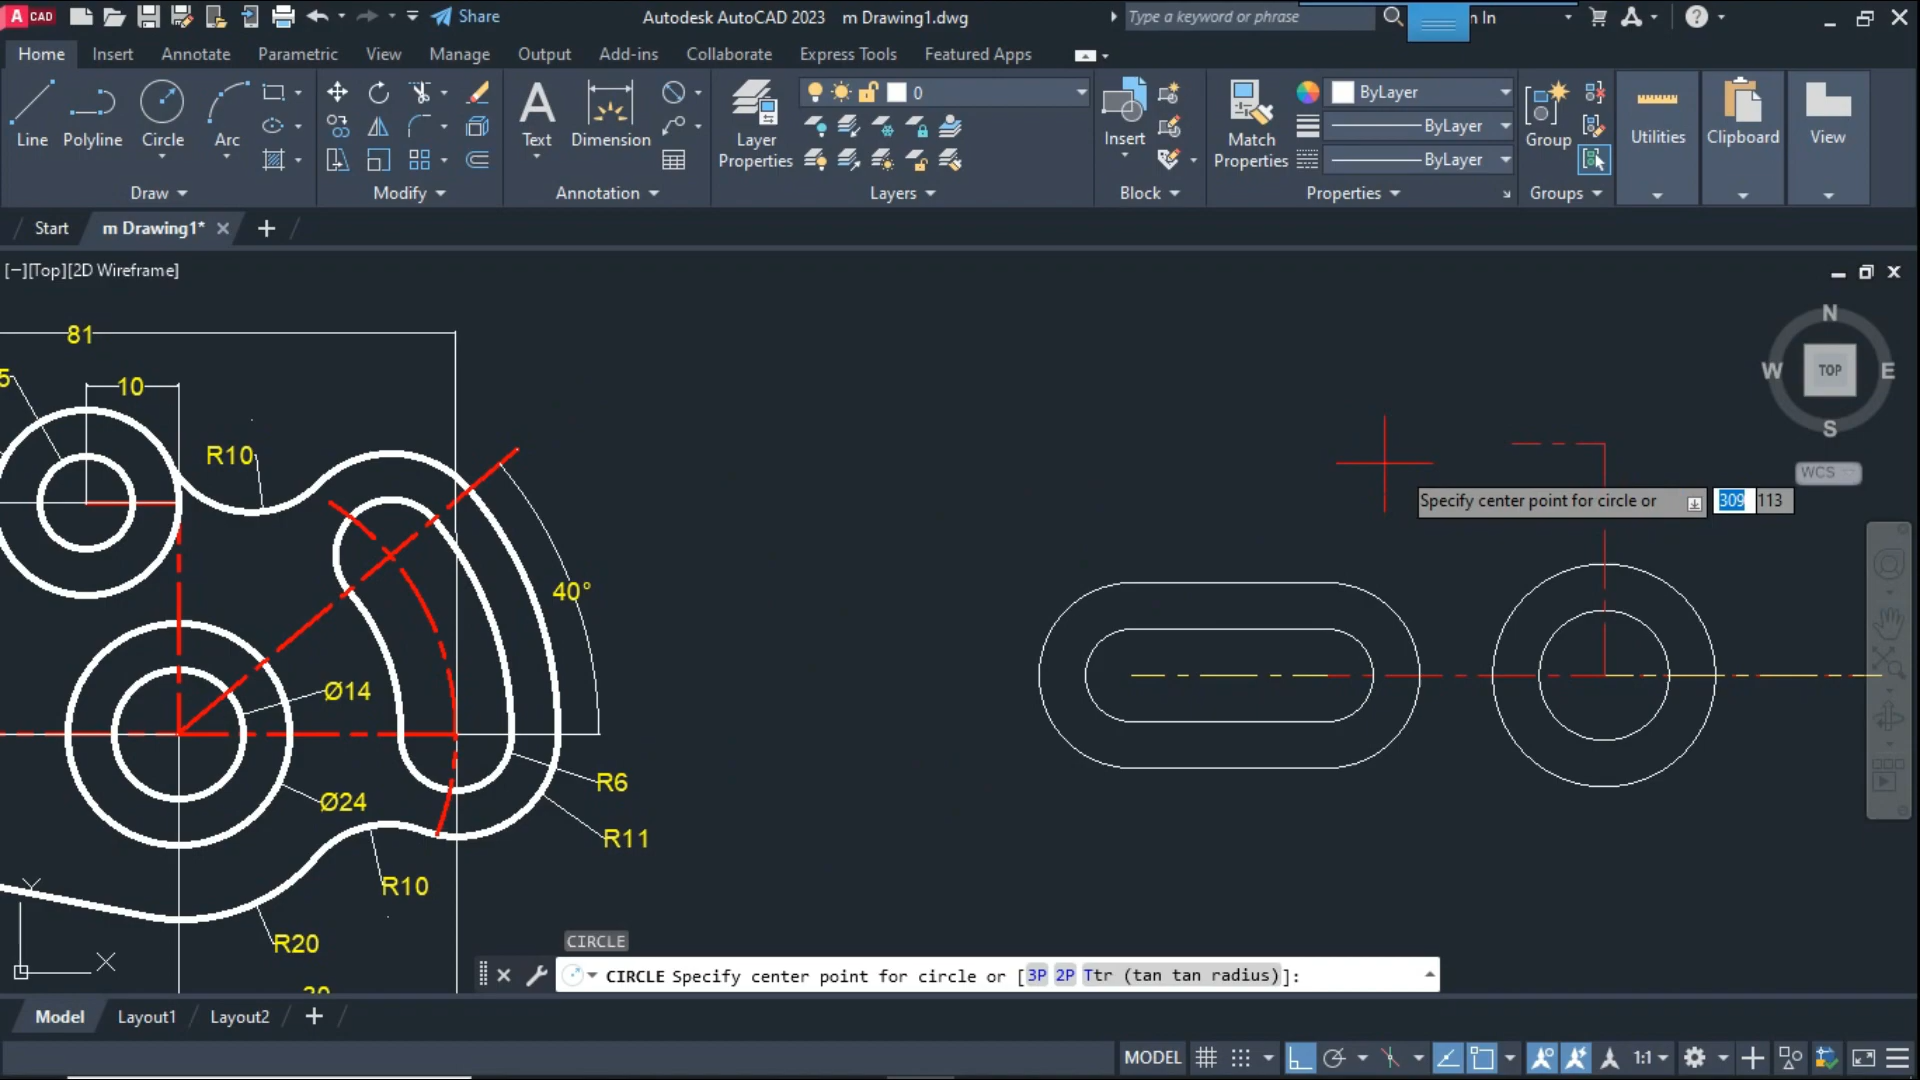 A CAD Share Autodesk AutoCAD 2023 m Drawing1.dwg Type a keyword or phrase n In
Home Insert Annotate Parametric View Manage Output Add-ins Collaborate Express Tools Featured Apps
Line Polyline Circle Arc Text Dimension Layer Properties 0 Insert Match Properties ByLayer Group Utilities Clipboard View
ByLayer
ByLayer
Draw Modify Annotation Layers Block Properties Groups
Start m Drawing1* +
[−][Top][2D Wireframe]
N
W TOP E
S
WCS
81
5
10
R10
40°
Ø14
Ø24
R6
R11
R10
R20
Specify center point for circle or 309 113
Y
X
CIRCLE
CIRCLE Specify center point for circle or [3P 2P Ttr (tan tan radius)]:
Model Layout1 Layout2 +
MODEL 1:1